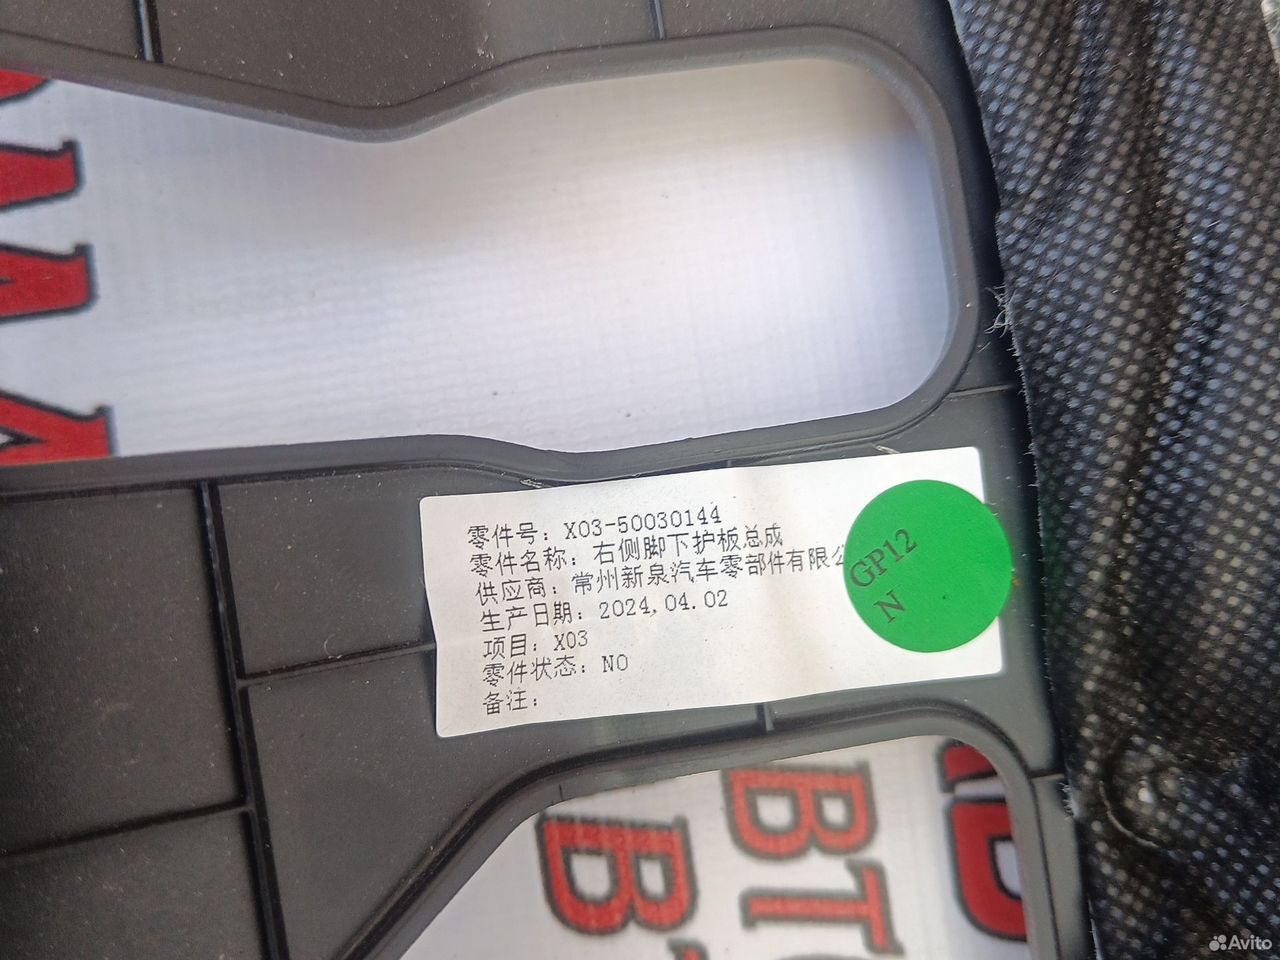 零件号：X03-50030144
零件名称：右侧脚下护板总成
供应商：常州新泉汽车零部件有限公
生产日期：2024,04.02
项目：X03
零件状态：NO
备注：
GP12
N
BT
B
Avito